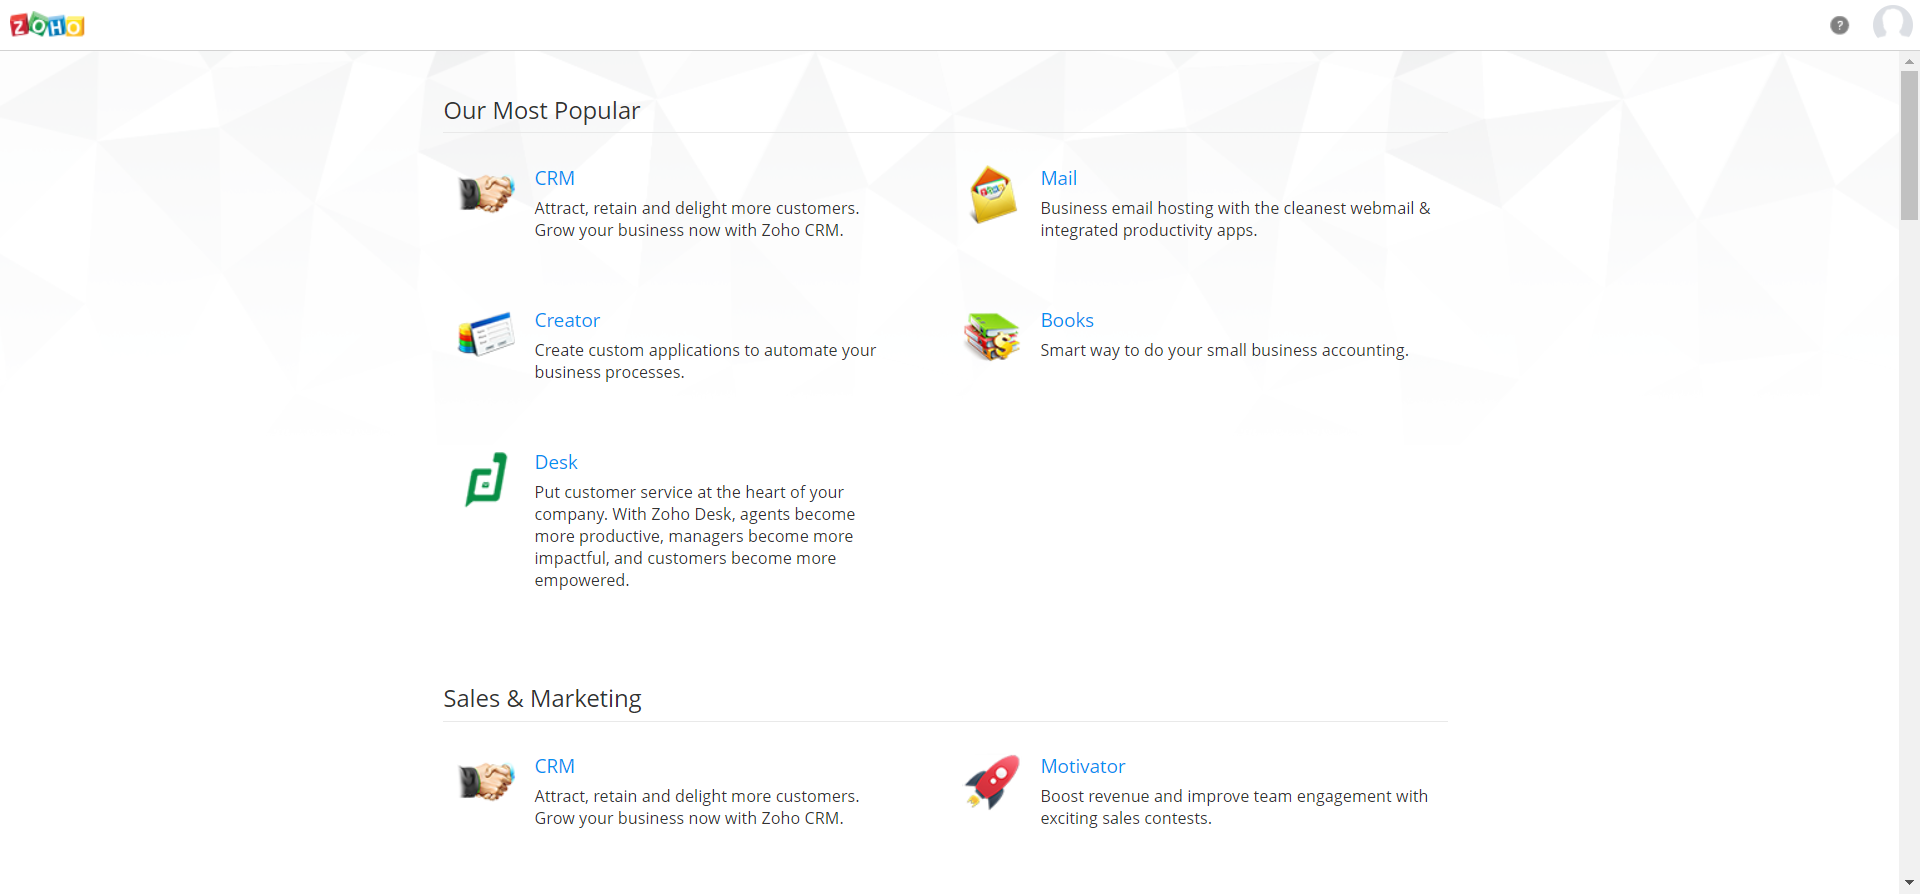 ZOHO
?
Our Most Popular
CRM
Attract, retain and delight more customers.
Grow your business now with Zoho CRM.
Mail
Business email hosting with the cleanest webmail &
integrated productivity apps.
Creator
Create custom applications to automate your
business processes.
Books
Smart way to do your small business accounting.
Desk
Put customer service at the heart of your
company. With Zoho Desk, agents become
more productive, managers become more
impactful, and customers become more
empowered.
Sales & Marketing
CRM
Attract, retain and delight more customers.
Grow your business now with Zoho CRM.
Motivator
Boost revenue and improve team engagement with
exciting sales contests.